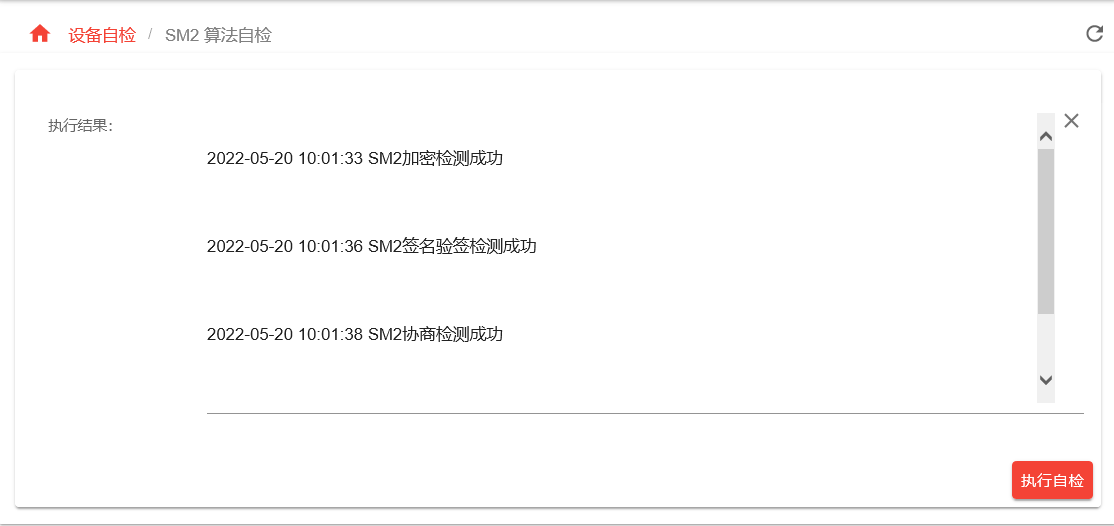 设备自检 / SM2 算法自检
执行结果:
2022-05-20 10:01:33 SM2加密检测成功
2022-05-20 10:01:36 SM2签名验签检测成功
2022-05-20 10:01:38 SM2协商检测成功
执行自检